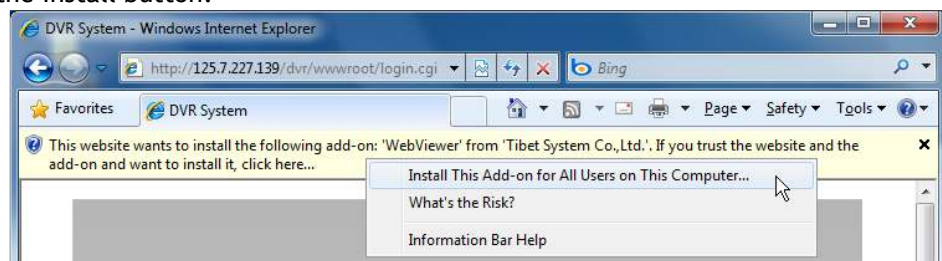 the install button.
DVR System - Windows Internet Explorer
http://125.7.227.139/dvr/wwwroot/login.cgi
Bing
Favorites
DVR System
Page
Safety
Tools
This website wants to install the following add-on: 'WebViewer' from 'Tibet System Co.,Ltd.'. If you trust the website and the
add-on and want to install it, click here...
Install This Add-on for All Users on This Computer...
What's the Risk?
Information Bar Help